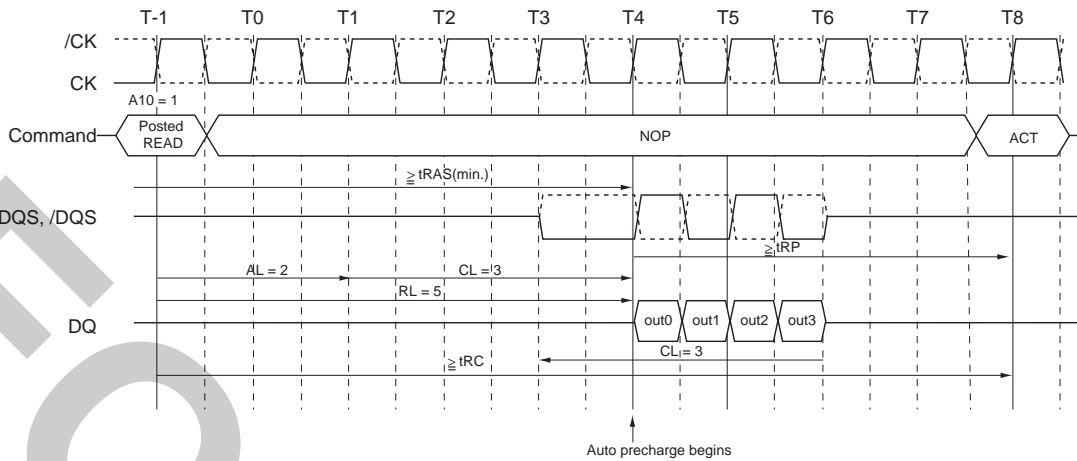 T-1 T0 T1 T2 T3 T4 T5 T6 T7 T8
/CK
CK
A10 = 1
Command
Posted
READ
NOP
ACT
≧ tRAS(min.)
DQS, /DQS
≧ tRP
AL = 2
CL = 3
RL = 5
DQ
out0 out1 out2 out3
CL = 3
≧ tRC
Auto precharge begins